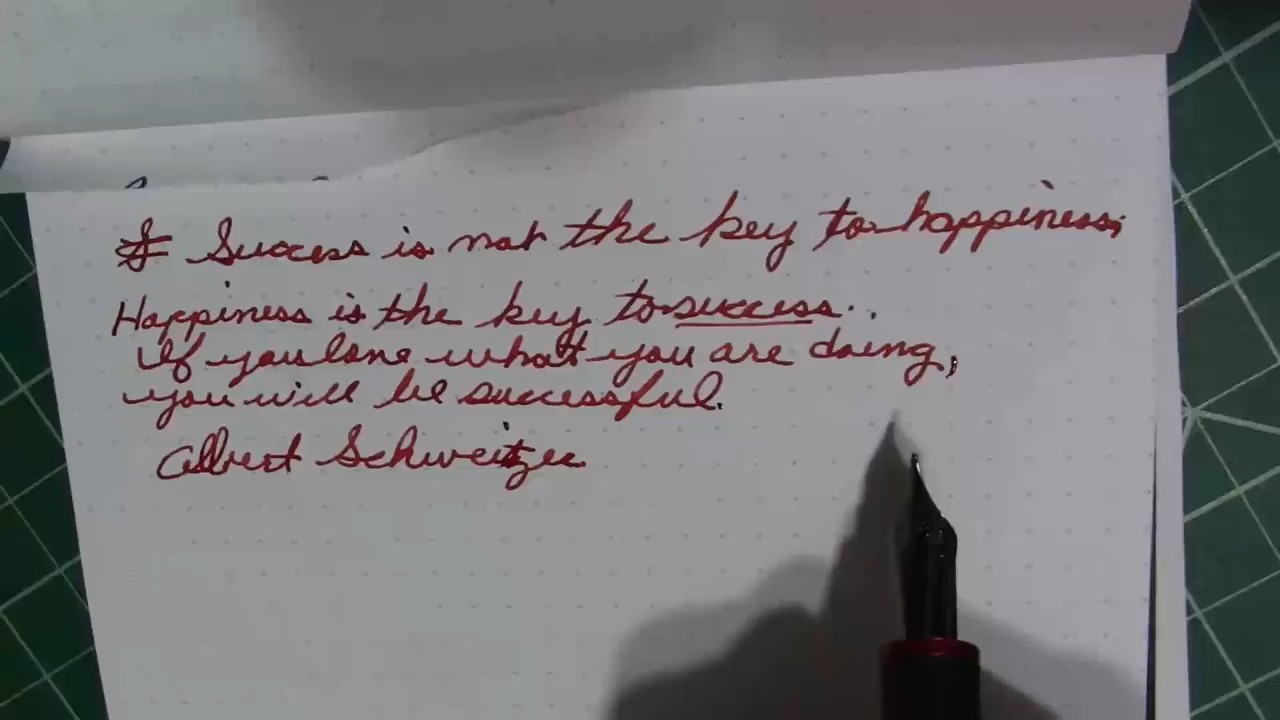 Success is not the key to happiness;
Happiness is the key to success.
If you love what you are doing,
you will be successful.
Albert Schweitzer